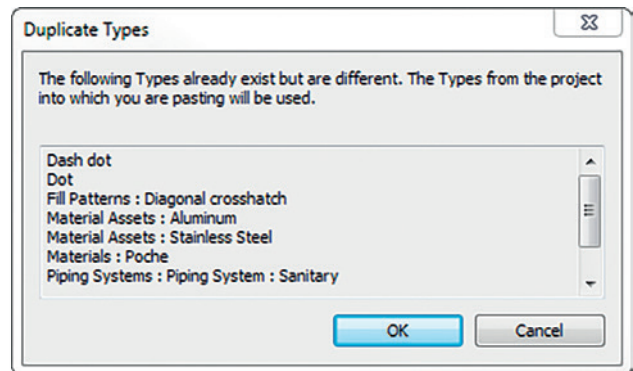 Duplicate Types
The following Types already exist but are different. The Types from the project
into which you are pasting will be used.
Dash dot
Dot
Fill Patterns : Diagonal crosshatch
Material Assets : Aluminum
Material Assets : Stainless Steel
Materials : Poche
Piping Systems : Piping System : Sanitary
OK
Cancel